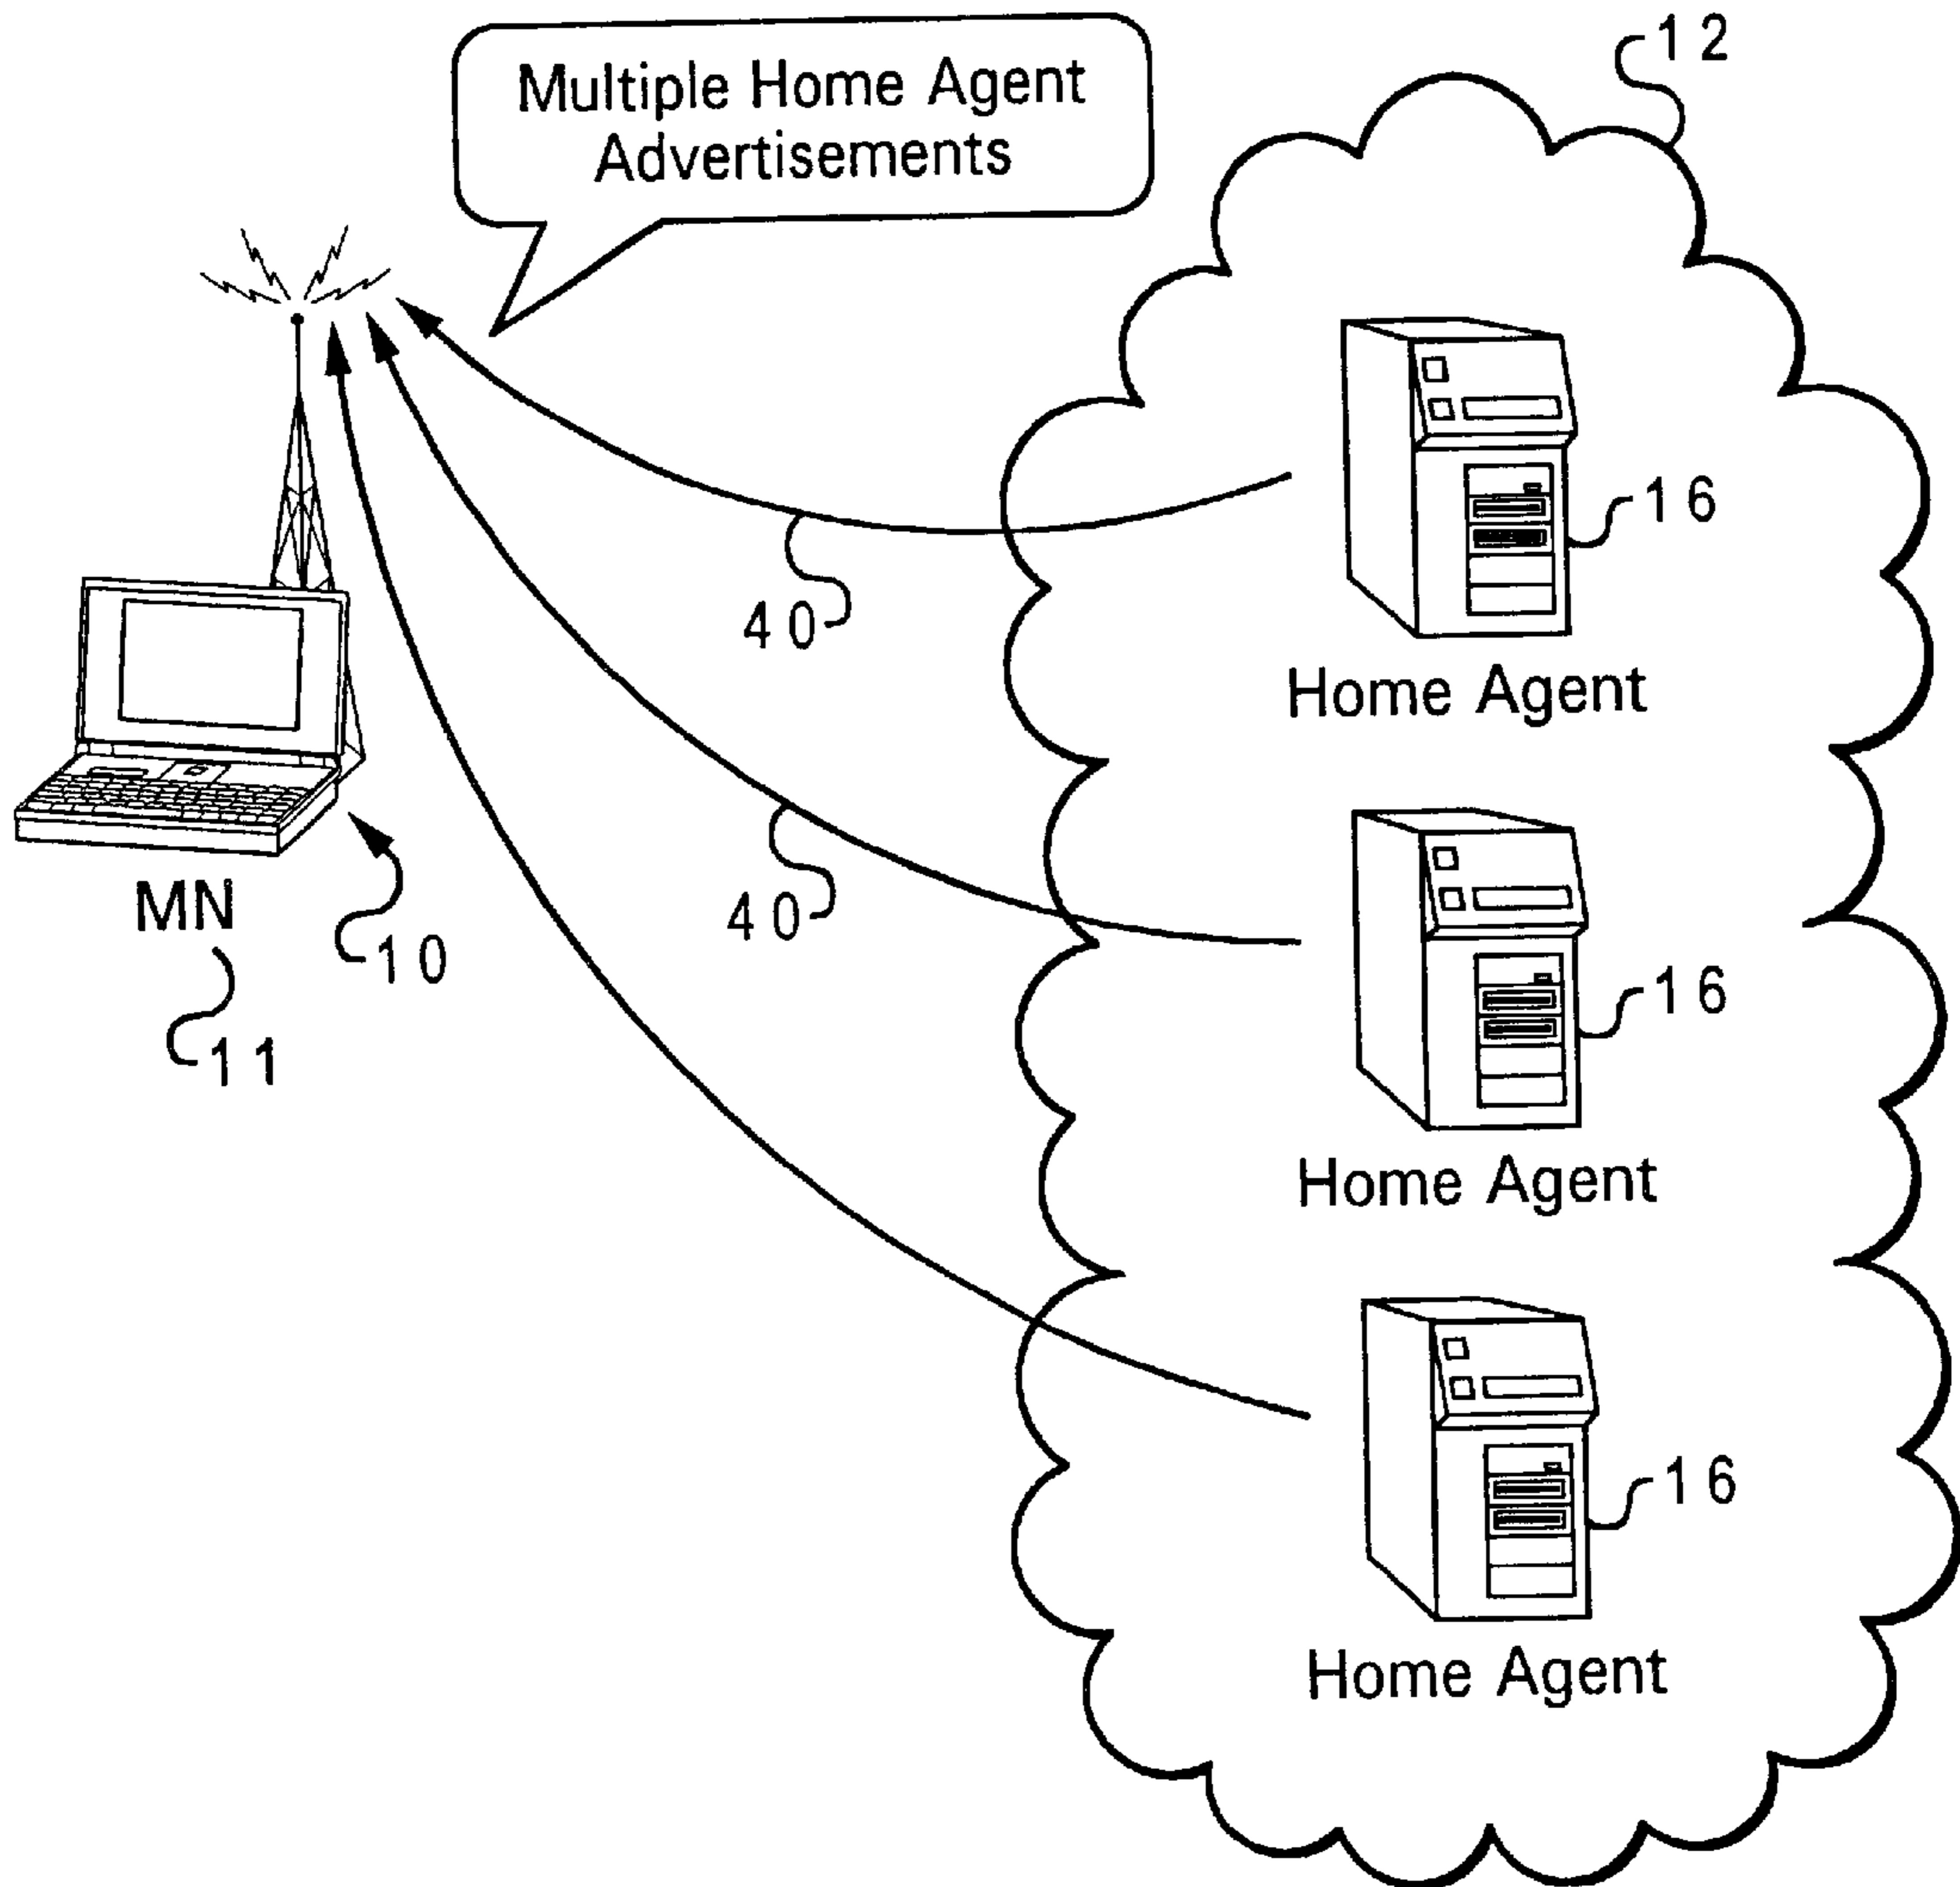 12
Multiple Home Agent
Advertisements
16
40
Home Agent
MN
40
10
16
11
Home Agent
16
Home Agent